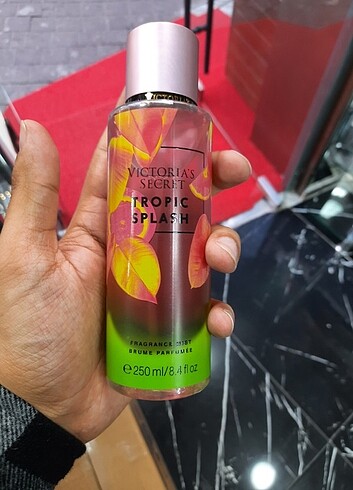 VICTORIA'S
SECRET
TROPIC
SPLASH
FRAGRANCE MIST
BRUME PARFUMÉE
℮ 250 ml/8.4 fl oz